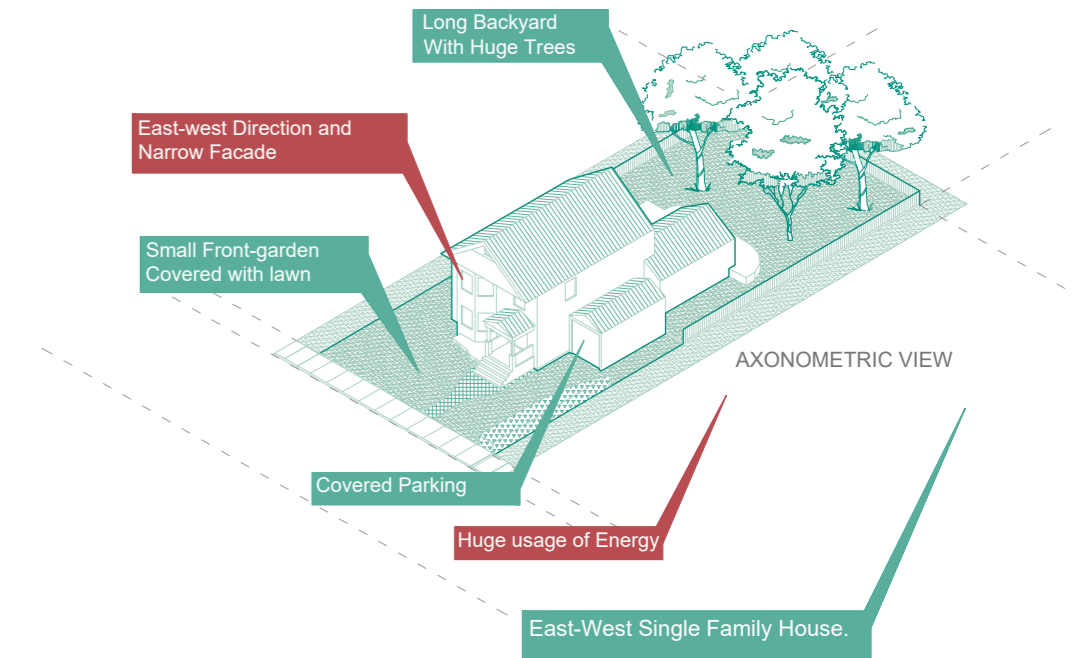 Long Backyard
With Huge Trees
East-west Direction and
Narrow Facade
Small Front-garden
Covered with lawn
AXONOMETRIC VIEW
Covered Parking
Huge usage of Energy
East-West Single Family House.